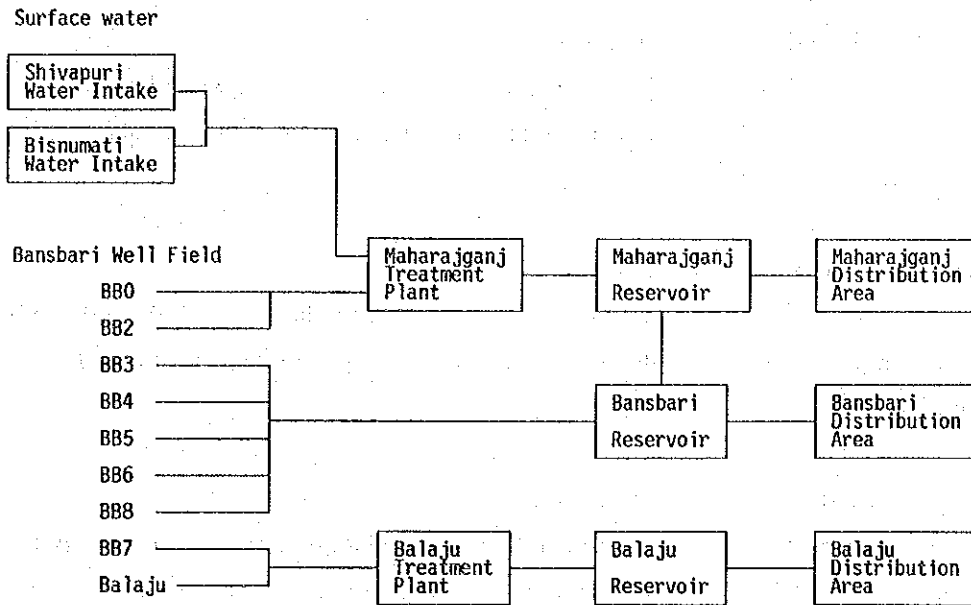 Surface water
Shivapuri
Water Intake
Bisnumati
Water Intake
Bansbari Well Field
BB0
BB2
BB3
BB4
BB5
BB6
BB8
BB7
Balaju
Maharajganj
Treatment
Plant
Maharajganj
Reservoir
Maharajganj
Distribution
Area
Bansbari
Reservoir
Bansbari
Distribution
Area
Balaju
Treatment
Plant
Balaju
Reservoir
Balaju
Distribution
Area